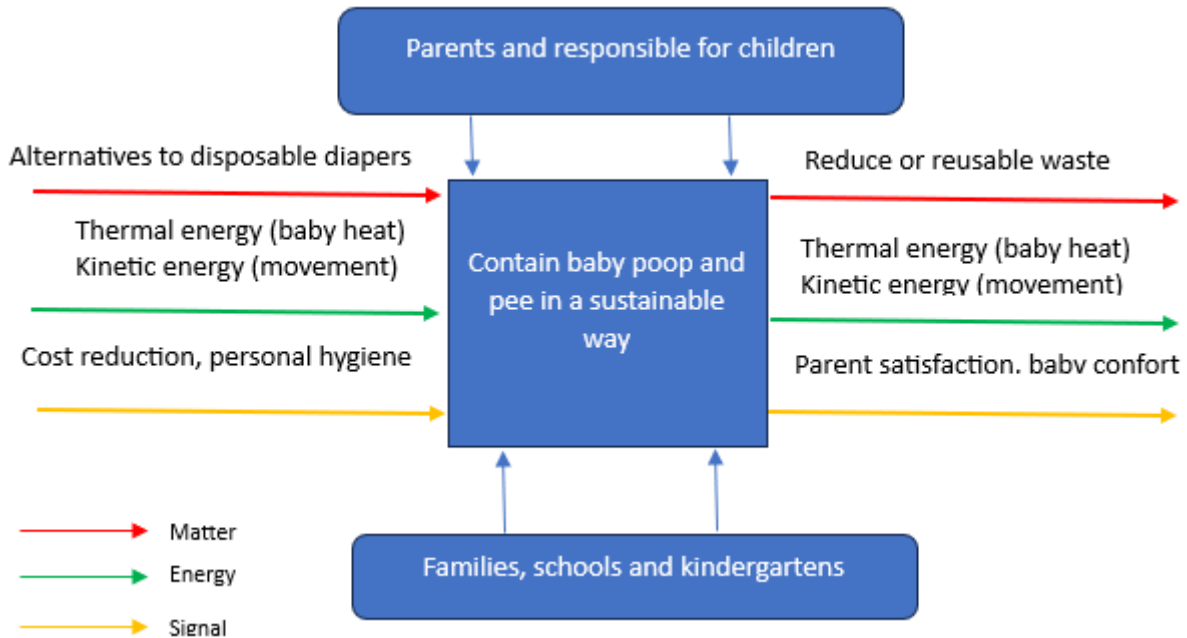 Parents and responsible for children
Alternatives to disposable diapers
Thermal energy (baby heat)
Kinetic energy (movement)
Cost reduction, personal hygiene
Contain baby poop and
pee in a sustainable
way
Reduce or reusable waste
Thermal energy (baby heat)
Kinetic energy (movement)
Parent satisfaction, baby confort
Families, schools and kindergartens
Matter
Energy
Signal